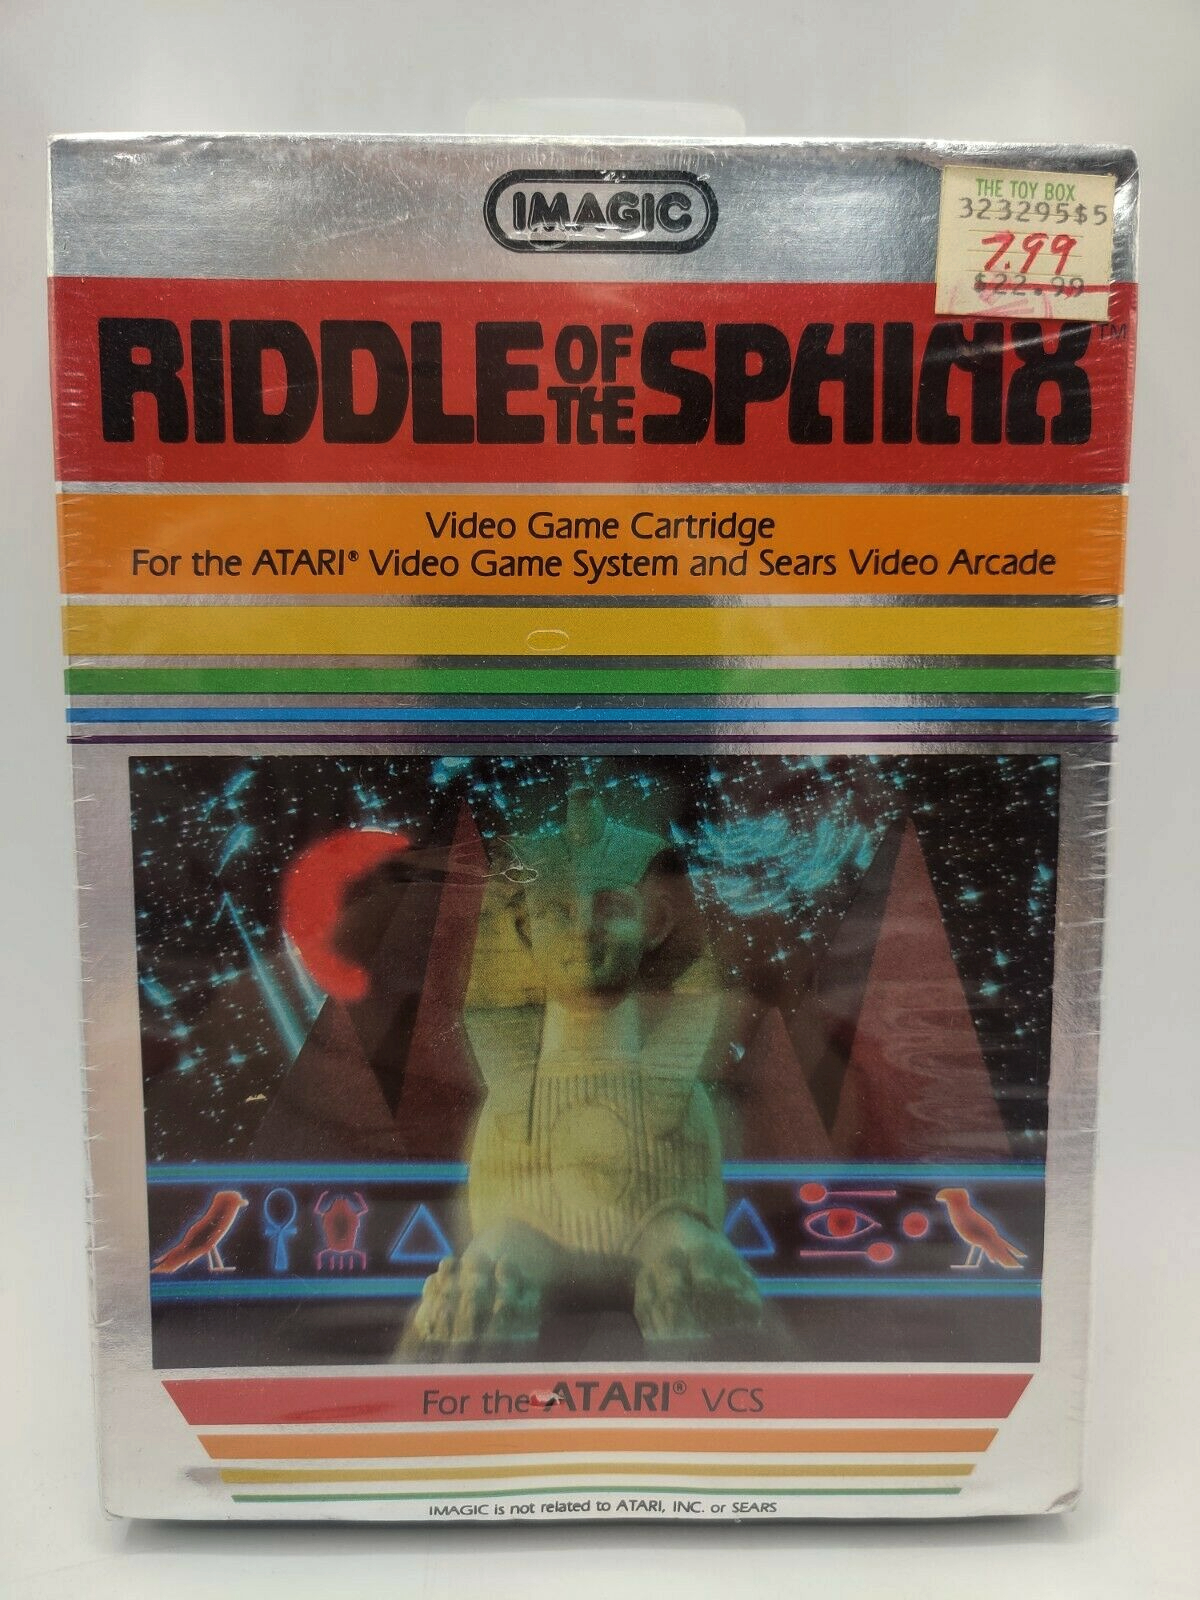 IMAGIC
THE TOY BOX
323295$5
7.99
$22.99
RIDDLE OF THE SPHINX™
Video Game Cartridge
For the ATARI® Video Game System and Sears Video Arcade
For the ATARI® VCS
IMAGIC is not related to ATARI, INC. or SEARS